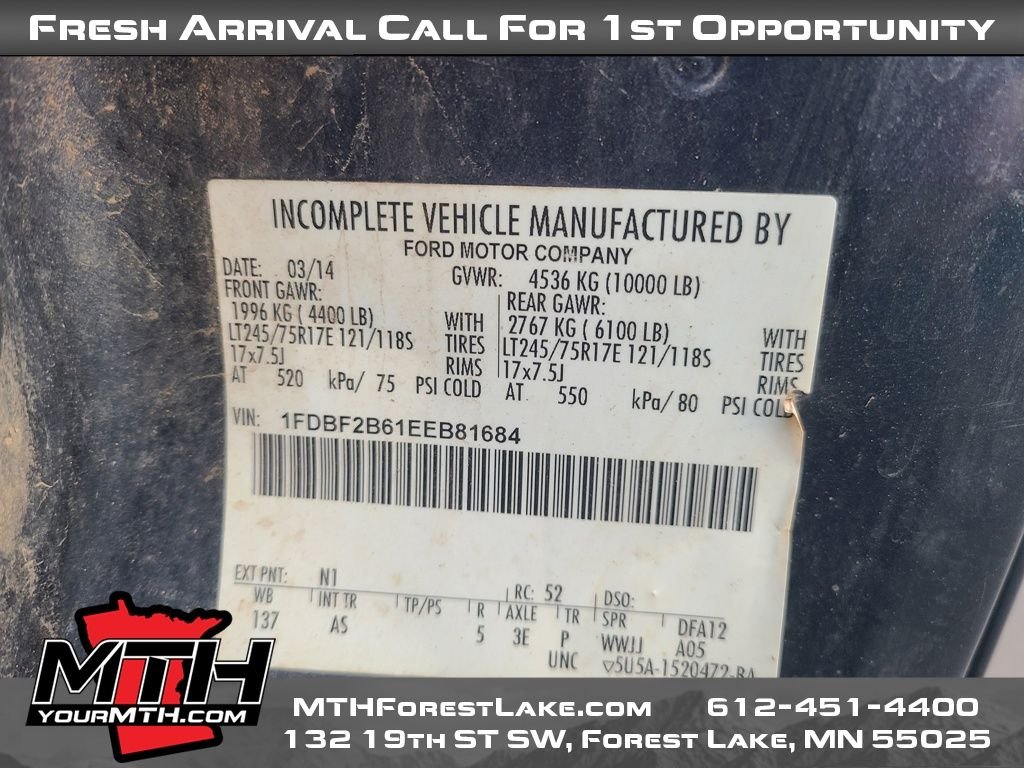 FRESH ARRIVAL CALL FOR 1ST OPPORTUNITY
INCOMPLETE VEHICLE MANUFACTURED BY
FORD MOTOR COMPANY
DATE: 03/14 GVWR: 4536 KG (10000 LB)
FRONT GAWR: REAR GAWR:
1996 KG ( 4400 LB) WITH 2767 KG ( 6100 LB) WITH
LT245/75R17E 121/118S TIRES LT245/75R17E 121/118S TIRES
17x7.5J RIMS 17x7.5J RIMS
AT 520 kPa/ 75 PSI COLD AT 550 kPa/ 80 PSI COLD
VIN: 1FDBF2B61EEB81684
EXT PNT: N1 RC: 52 DSO:
WB INT TR TP/PS R AXLE TR SPR DFA12
137 AS 5 3E P WWJJ A05
UNC ▽5U5A-1520472-BA
MTH
YOURMTH.COM
MTHFORESTLAKE.COM 612-451-4400
132 19TH ST SW, FOREST LAKE, MN 55025